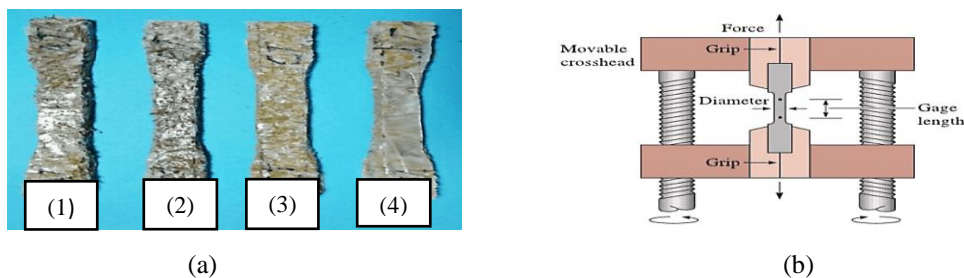 (1)
(2)
(3)
(4)
(a)
Force
Movable
crosshead
Grip
Diameter
Gage
length
Grip
(b)